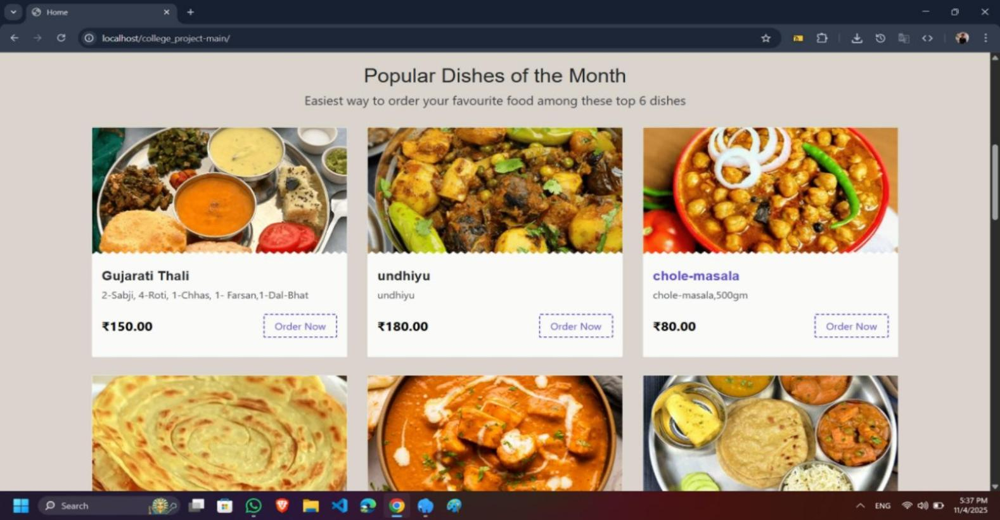 Home
localhost/college_project-main/
Popular Dishes of the Month
Easiest way to order your favourite food among these top 6 dishes
Gujarati Thali
2-Sabji, 4-Roti, 1-Chhas, 1- Farsan,1-Dal-Bhat
₹150.00
Order Now
undhiyu
undhiyu
₹180.00
Order Now
chole-masala
chole-masala,500gm
₹80.00
Order Now
Search
ENG
5:37 PM
11/4/2025